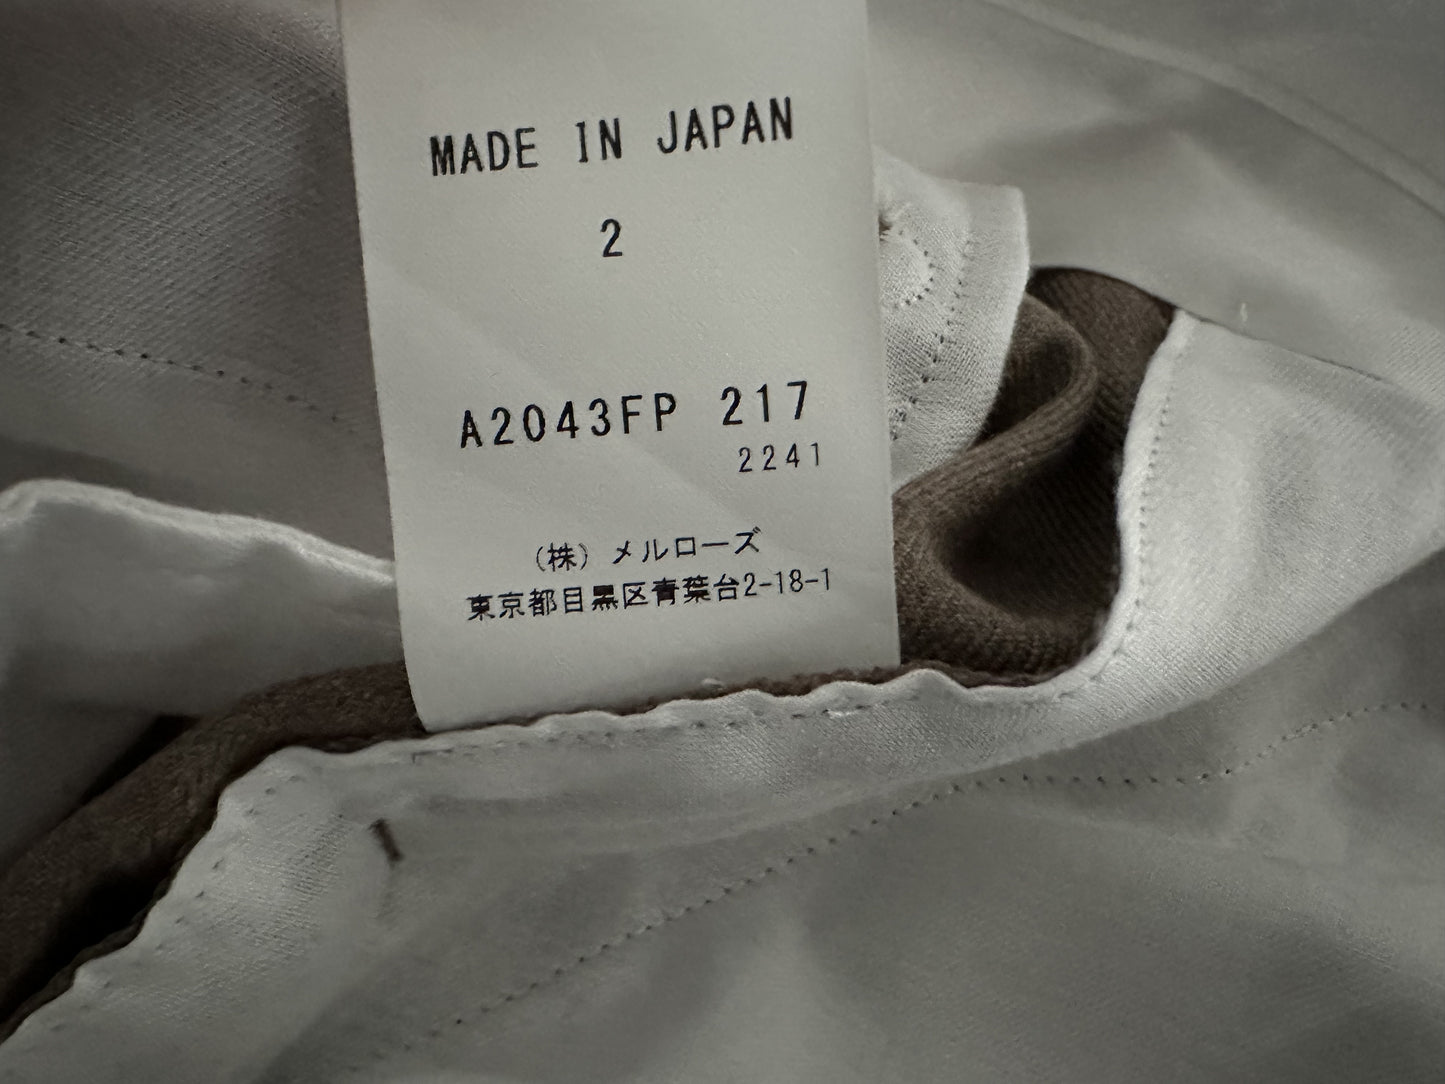 MADE IN JAPAN
2
A2043FP 217
2241
(株) メルローズ
東京都目黒区青葉台2-18-1